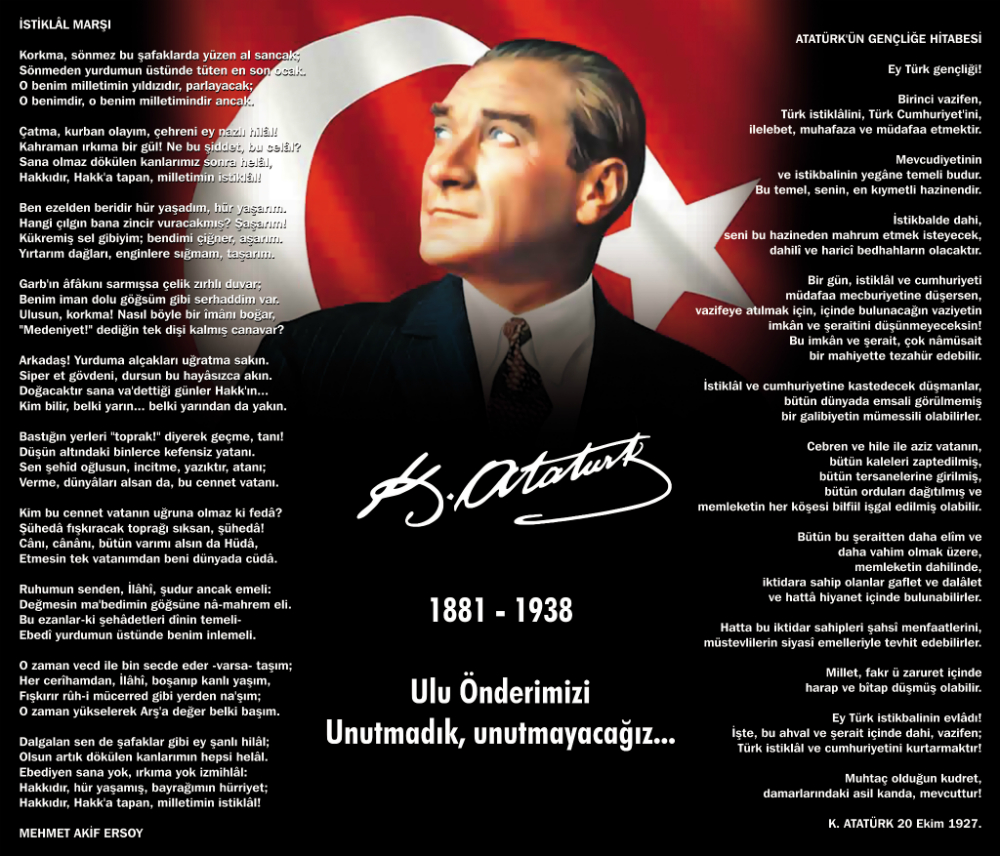 İSTİKLÂL MARŞI
Korkma, sönmez bu şafaklarda yüzen al sancak;
Sönmeden yurdumun üstünde tüten en son ocak.
O benim milletimin yıldızıdır, parlayacak;
O benimdir, o benim milletimindir ancak.
Çatma, kurban olayım, çehreni ey nazlı hilâl!
Kahraman ırkıma bir gül! Ne bu şiddet, bu celâl?
Sana olmaz dökülen kanlarımız sonra helâl,
Hakkıdır, Hakk'a tapan, milletimin istiklâl!
Ben ezelden beridir hür yaşadım, hür yaşarım.
Hangi çılgın bana zincir vuracakmış? Şaşarım!
Kükremiş sel gibiyim; bendimi çiğner, aşarım.
Yırtarım dağları, enginlere sığmam, taşarım.
Garb'ın âfâkını sarmışsa çelik zırhlı duvar;
Benim iman dolu göğsüm gibi serhaddim var.
Ulusun, korkma! Nasıl böyle bir îmânı boğar,
"Medeniyet!" dediğin tek dişi kalmış canavar?
Arkadaş! Yurduma alçakları uğratma sakın.
Siper et gövdeni, dursun bu hayâsızca akın.
Doğacaktır sana va'dettiği günler Hakk'ın...
Kim bilir, belki yarın... belki yarından da yakın.
Bastığın yerleri "toprak!" diyerek geçme, tanı!
Düşün altındaki binlerce kefensiz yatanı.
Sen şehîd oğlusun, incitme, yazıktır, atanı;
Verme, dünyâları alsan da, bu cennet vatanı.
Kim bu cennet vatanın uğruna olmaz ki fedâ?
Şühedâ fışkıracak toprağı sıksan, şühedâ!
Cânı, cânânı, bütün varımı alsın da Hüdâ,
Etmesin tek vatanımdan beni dünyada cüdâ.
Ruhumun senden, İlâhî, şudur ancak emeli:
Değmesin ma'bedimin göğsüne nâ-mahrem eli.
Bu ezanlar-ki şehâdetleri dînin temeli-
Ebedî yurdumun üstünde benim inlemeli.
O zaman vecd ile bin secde eder -varsa- taşım;
Her cerîhamdan, İlâhî, boşanıp kanlı yaşım,
Fışkırır rûh-i mücerred gibi yerden na'şım;
O zaman yükselerek Arş'a değer belki başım.
Dalgalan sen de şafaklar gibi ey şanlı hilâl;
Olsun artık dökülen kanlarımın hepsi helâl.
Ebediyen sana yok, ırkıma yok izmihlâl:
Hakkıdır, hür yaşamış, bayrağımın hürriyet;
Hakkıdır, Hakk'a tapan, milletimin istiklâl!
MEHMET AKİF ERSOY
K. Atatürk
1881 - 1938
Ulu Önderimizi
Unutmadık, unutmayacağız...
ATATÜRK'ÜN GENÇLİĞE HİTABESİ
Ey Türk gençliği!
Birinci vazifen,
Türk istiklâlini, Türk Cumhuriyet'ini,
ilelebet, muhafaza ve müdafaa etmektir.
Mevcudiyetinin
ve istikbalinin yegâne temeli budur.
Bu temel, senin, en kıymetli hazinendir.
İstikbalde dahi,
seni bu hazineden mahrum etmek isteyecek,
dahilî ve haricî bedhahların olacaktır.
Bir gün, istiklâl ve cumhuriyeti
müdafaa mecburiyetine düşersen,
vazifeye atılmak için, içinde bulunacağın vaziyetin
imkân ve şeraitini düşünmeyeceksin!
Bu imkân ve şerait, çok nâmüsait
bir mahiyette tezahür edebilir.
İstiklâl ve cumhuriyetine kastedecek düşmanlar,
bütün dünyada emsali görülmemiş
bir galibiyetin mümessili olabilirler.
Cebren ve hile ile aziz vatanın,
bütün kaleleri zaptedilmiş,
bütün tersanelerine girilmiş,
bütün orduları dağıtılmış ve
memleketin her köşesi bilfiil işgal edilmiş olabilir.
Bütün bu şeraitten daha elîm ve
daha vahim olmak üzere,
memleketin dahilinde,
iktidara sahip olanlar gaflet ve dalâlet
ve hattâ hiyanet içinde bulunabilirler.
Hatta bu iktidar sahipleri şahsî menfaatlerini,
müstevlilerin siyasî emelleriyle tevhit edebilirler.
Millet, fakr ü zaruret içinde
harap ve bîtap düşmüş olabilir.
Ey Türk istikbalinin evlâdı!
İşte, bu ahval ve şerait içinde dahi, vazifen;
Türk istiklâl ve cumhuriyetini kurtarmaktır!
Muhtaç olduğun kudret,
damarlarındaki asil kanda, mevcuttur!
K. ATATÜRK 20 Ekim 1927.